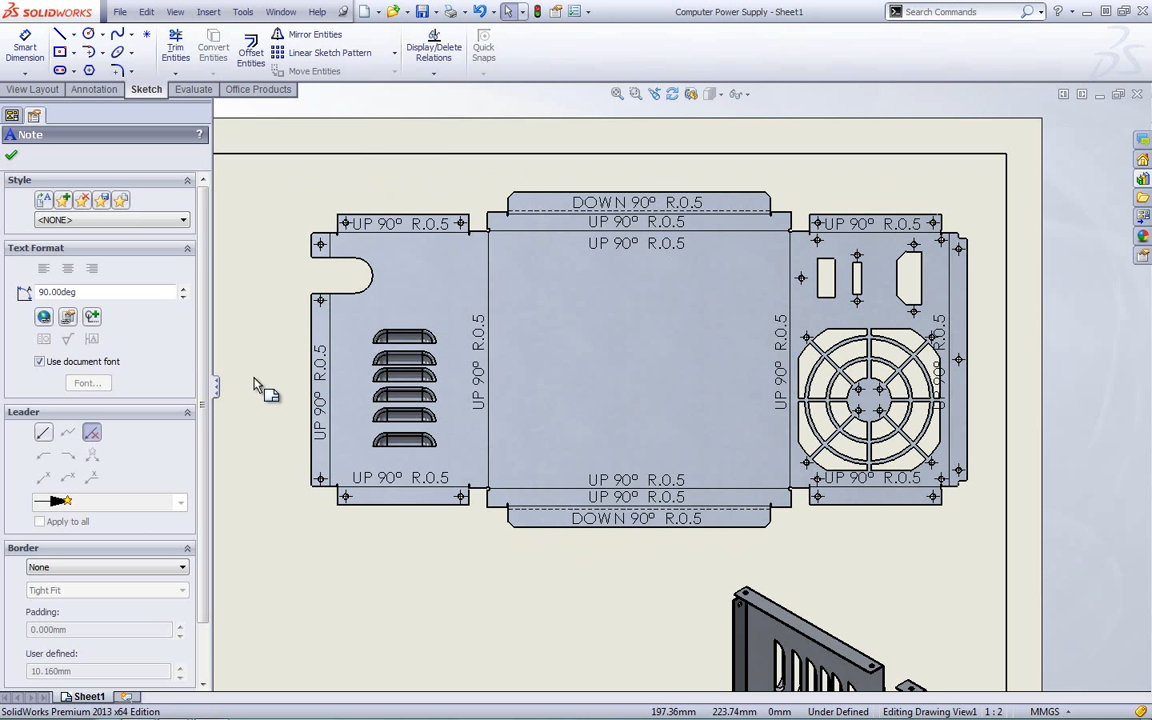 SOLIDWORKS File Edit View Insert Tools Window Help Computer Power Supply - Sheet1 Search Commands
Smart Dimension
Trim Entities
Convert Entities
Offset Entities
Mirror Entities
Linear Sketch Pattern
Move Entities
Display/Delete Relations
Quick Snaps
View Layout Annotation Sketch Evaluate Office Products
Note ?
Style
<NONE>
Text Format
90.00deg
Use document font
Font...
Leader
Apply to all
Border
None
Tight Fit
Padding:
0.000mm
User defined:
10.160mm
DOWN 90° R.0.5
UP 90° R.0.5
UP 90° R.0.5
UP 90° R.0.5
UP 90° R.0.5
UP 90° R.0.5
UP 90° R.0.5
UP 90° R.0.5
UP 90° R.0.5
UP 90° R.0.5
UP 90° R.0.5
UP 90° R.0.5
UP 90° R.0.5
DOWN 90° R.0.5
Sheet1
SolidWorks Premium 2013 x64 Edition 197.36mm 223.74mm 0mm Under Defined Editing Drawing View1 1 : 2 MMGS